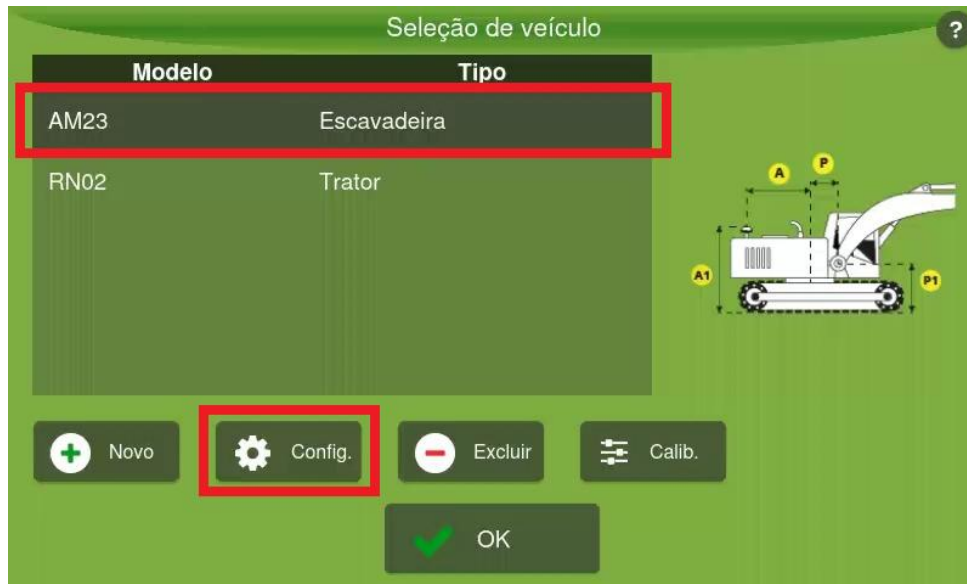 Seleção de veículo
?
Modelo Tipo
AM23 Escavadeira
RN02 Trator
A P
A1 P1
Novo Config. Excluir Calib.
OK